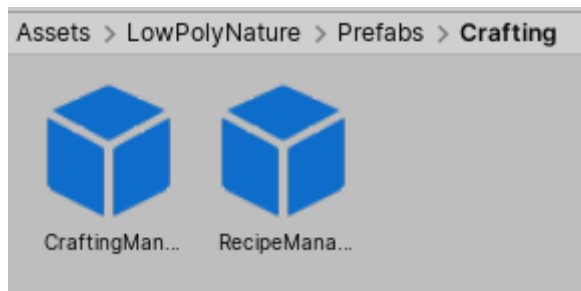 Assets > LowPolyNature > Prefabs > Crafting
CraftingMan... RecipeMana...